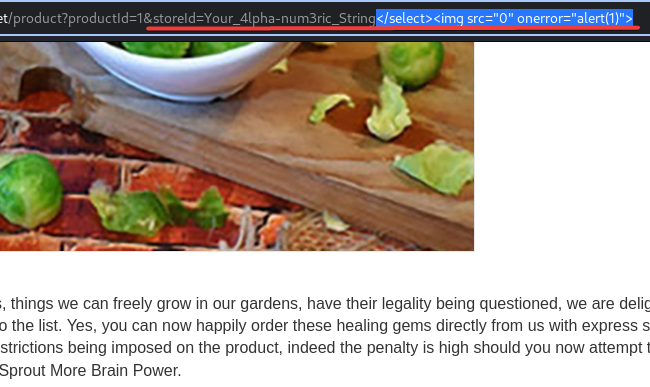 et/product?productId=1&storeId=Your_4lpha-num3ric_String</select><img src="0" onerror="alert(1)">
s, things we can freely grow in our gardens, have their legality being questioned, we are delig
o the list. Yes, you can now happily order these healing gems directly from us with express s
strictions being imposed on the product, indeed the penalty is high should you now attempt t
Sprout More Brain Power.